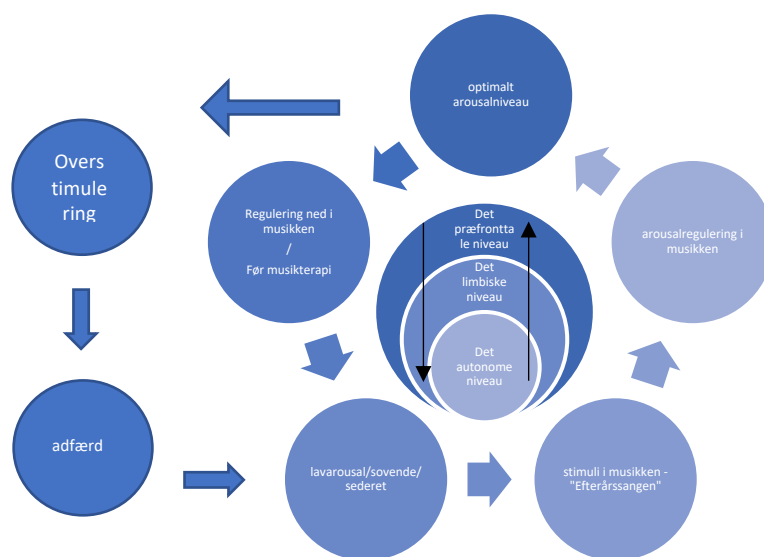 optimalt
arousalniveau
Overs
timule
ring
Regulering ned i
musikken
/
Før musikterapi
Det
præfrontta
le niveau
Det
limbiske
niveau
Det
autonome
niveau
arousalregulering i
musikken
adfærd
lavarousal/sovende/
sederet
stimuli i musikken -
"Efterårssangen"